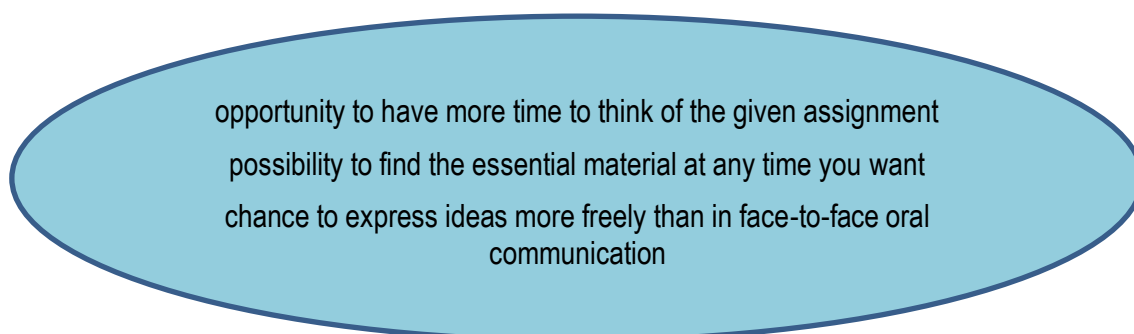 opportunity to have more time to think of the given assignment
possibility to find the essential material at any time you want
chance to express ideas more freely than in face-to-face oral
communication